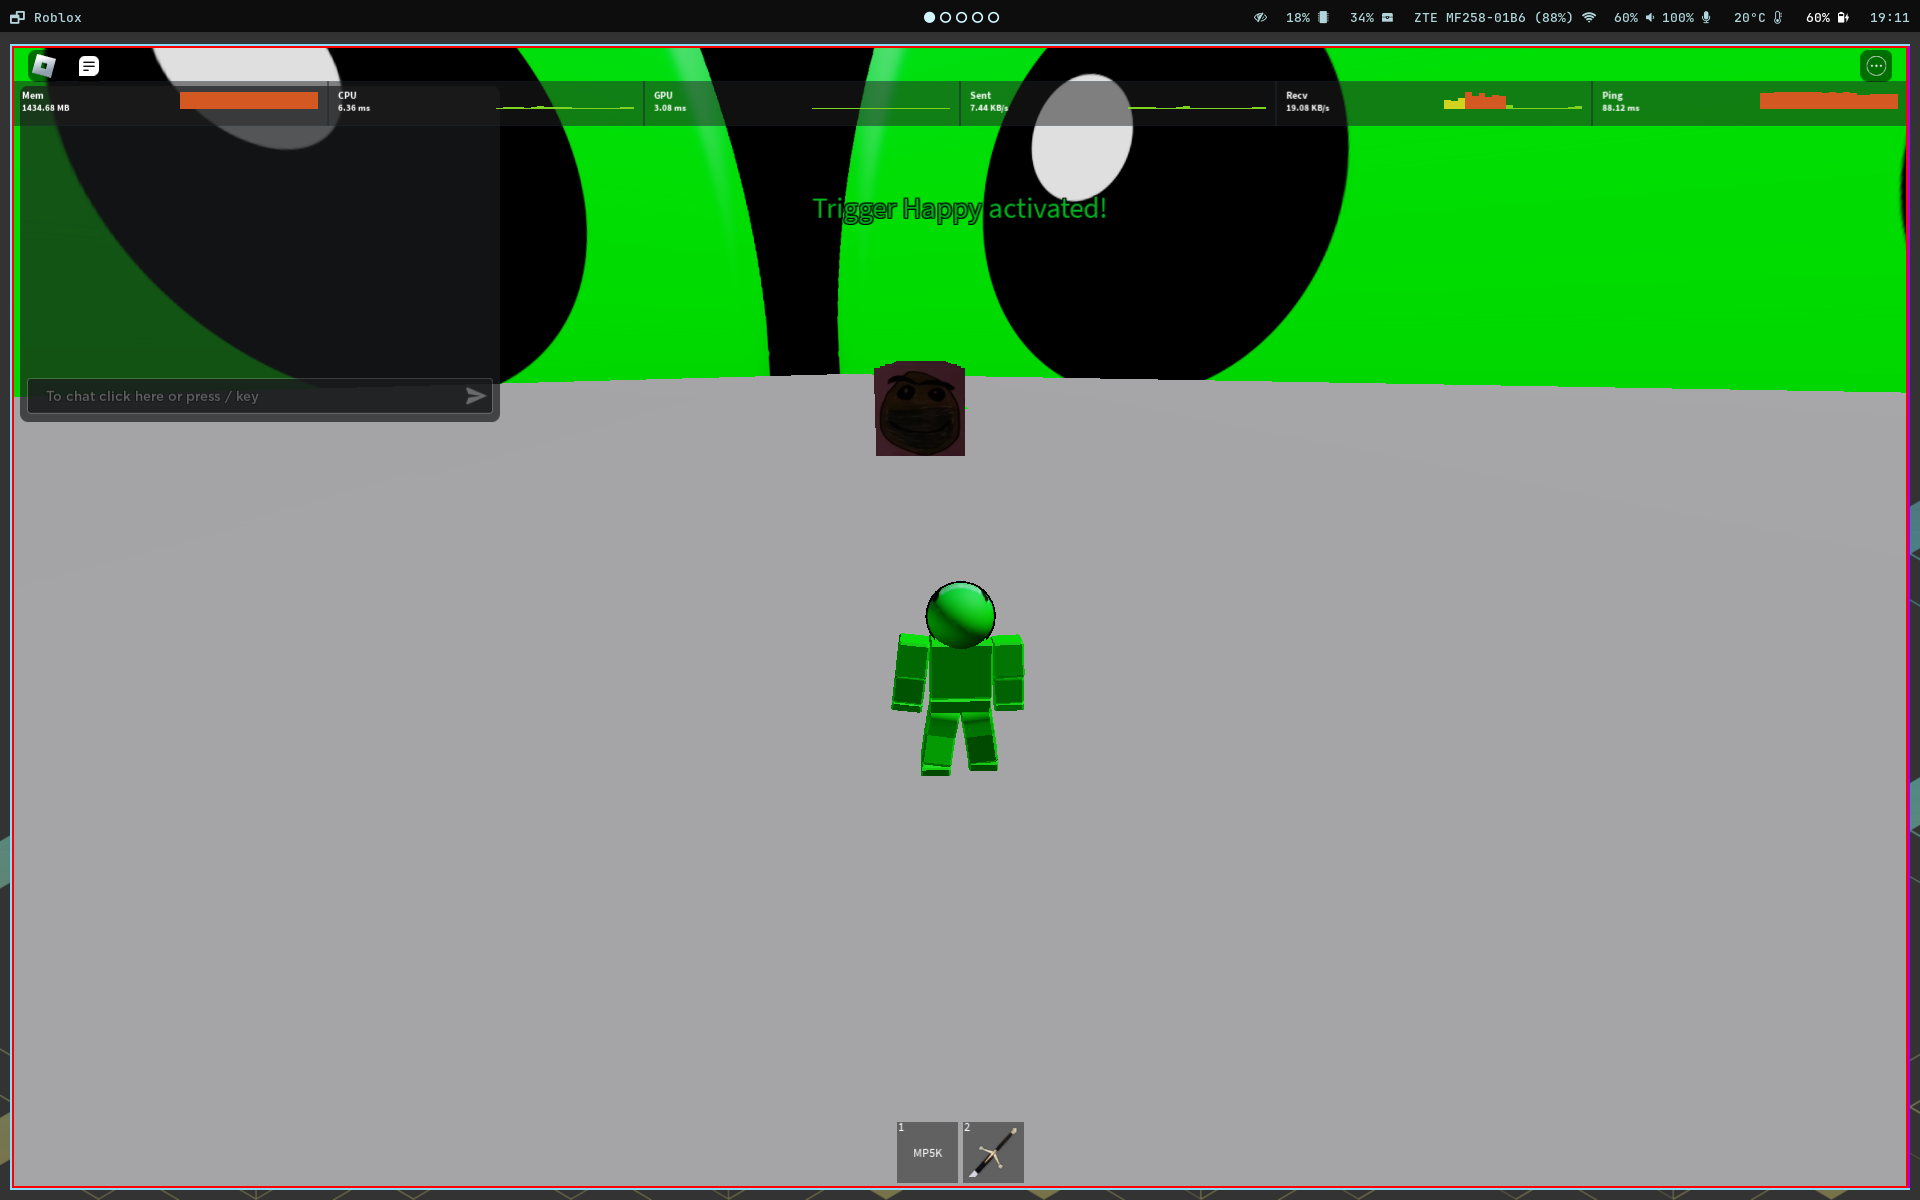 Roblox
18%
34%
ZTE MF258-01B6 (88%)
60%
100%
20°C
60%
19:11
Mem
1434.68 MB
CPU
6.36 ms
GPU
3.08 ms
Sent
7.44 KB/s
Recv
19.08 KB/s
Ping
88.12 ms
Trigger Happy activated!
To chat click here or press / key
1
MP5K
2